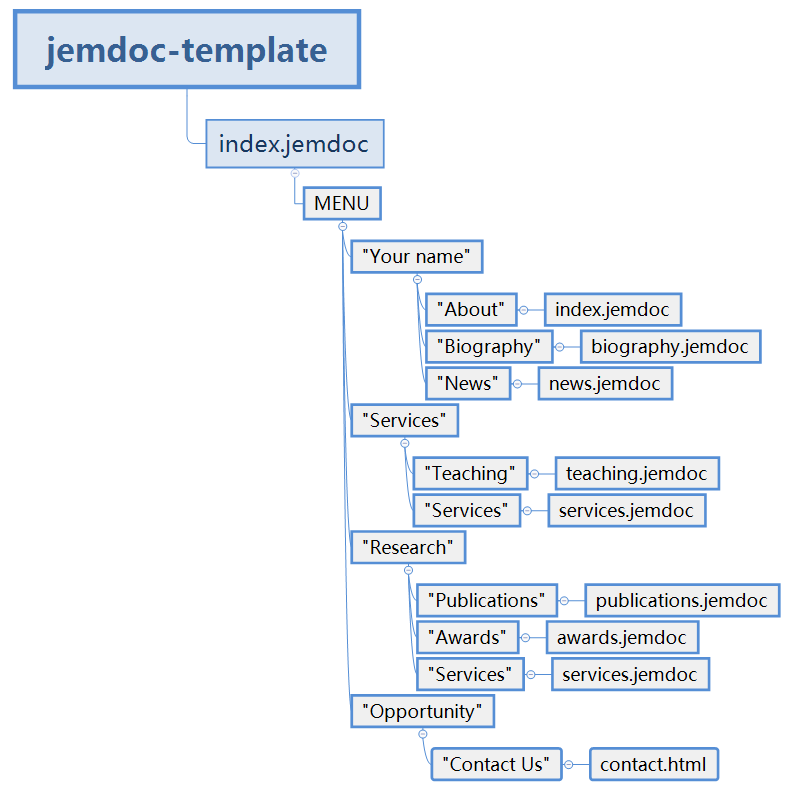 jemdoc-template
index.jemdoc
MENU
"Your name"
"About" index.jemdoc
"Biography" biography.jemdoc
"News" news.jemdoc
"Services"
"Teaching" teaching.jemdoc
"Services" services.jemdoc
"Research"
"Publications" publications.jemdoc
"Awards" awards.jemdoc
"Services" services.jemdoc
"Opportunity"
"Contact Us" contact.html